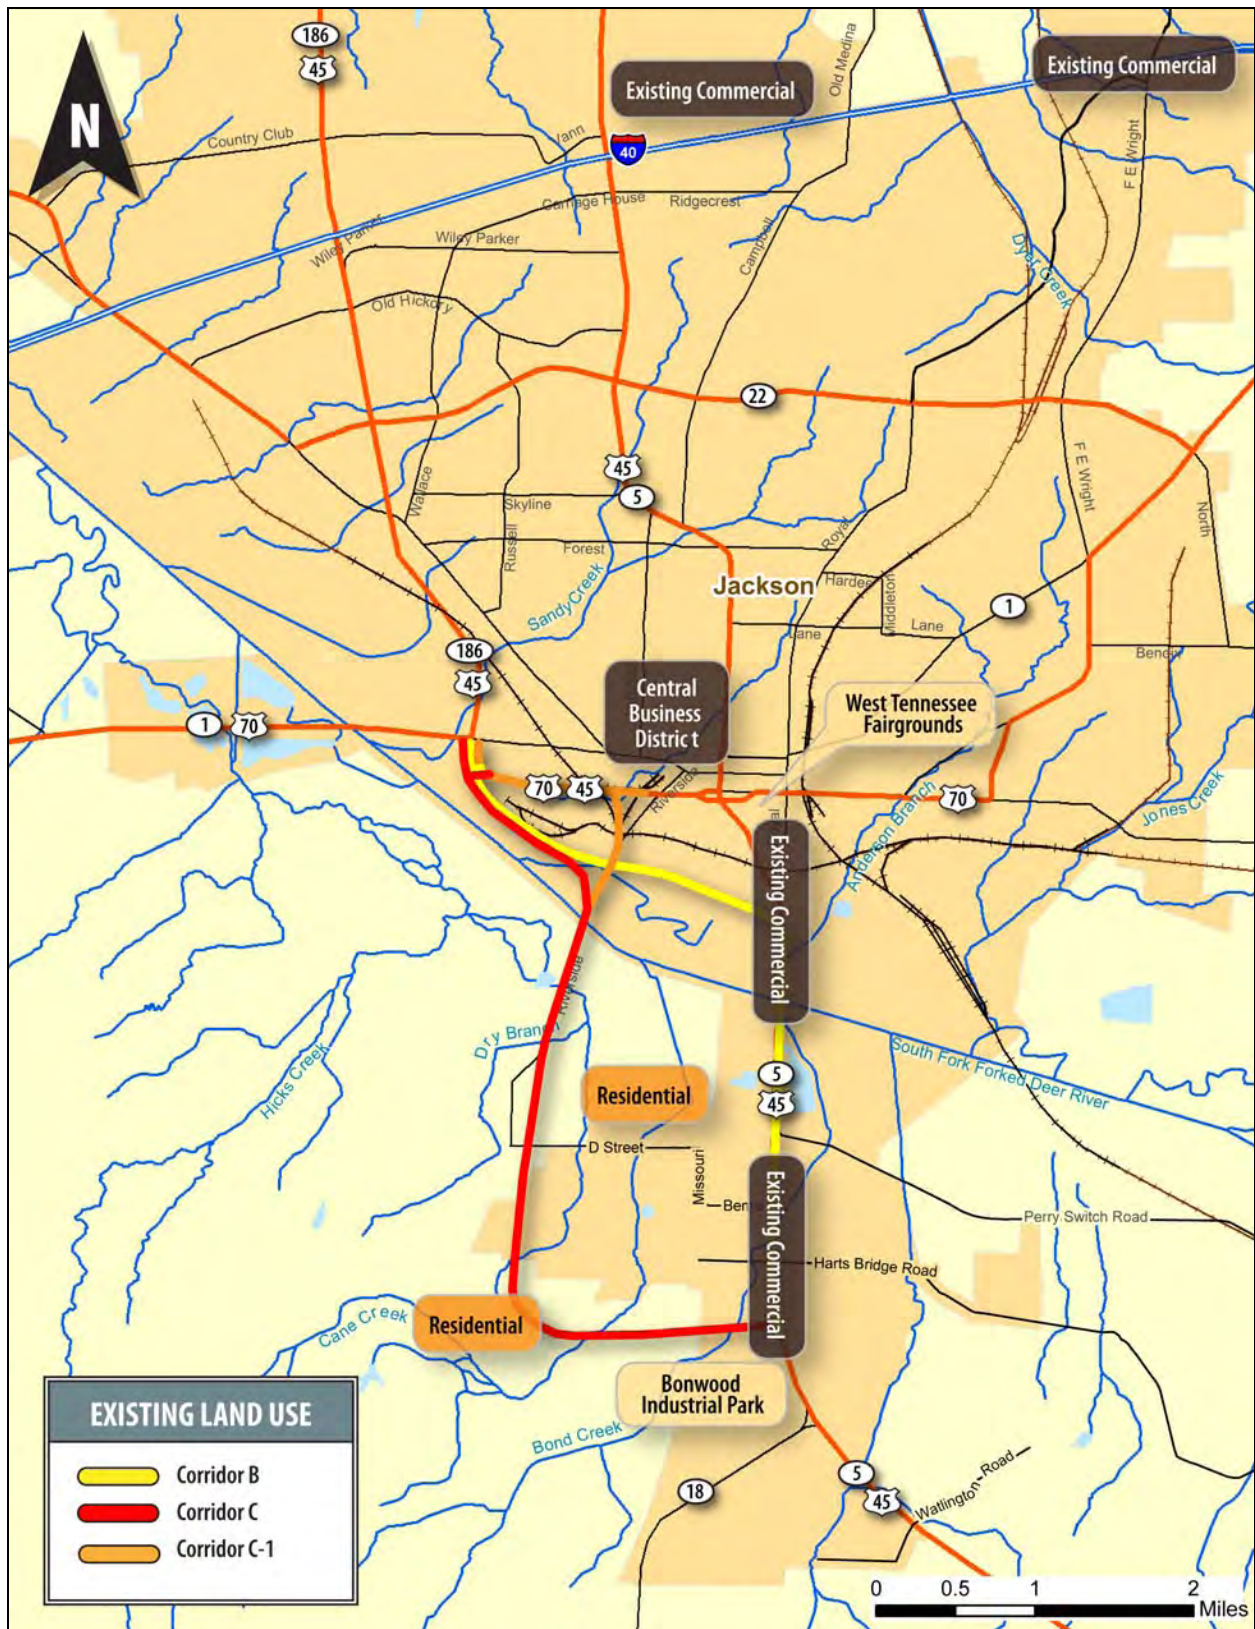 186
45
N
Existing Commercial
Existing Commercial
Old Medina
Country Club
Vann
40
F E Wright
Carriage House
Ridgecrest
Wiley Parker
Wiley Parker
Campbell
Dyer Creek
Old Hickory
22
45
5
Wallace
Skyline
Russell
Forest
Royal
F E Wright
North
Sandy Creek
Jackson
Hardee
Middleton
1
Lane
Lane
Bendix
186
45
Central
Business
Distric t
West Tennessee
Fairgrounds
1
70
70
45
Riverside
70
Anderson Branch
Jones Creek
Existing Commercial
Riverside
Dry Branch
Hicks Creek
South Fork Forked Deer River
5
45
Residential
D Street
Missouri
Existing Commercial
Perry Switch Road
Harts Bridge Road
Cane Creek
Residential
Bonwood
Industrial Park
Bond Creek
18
5
45
Watlington Road
EXISTING LAND USE
Corridor B
Corridor C
Corridor C-1
0 0.5 1 2
Miles